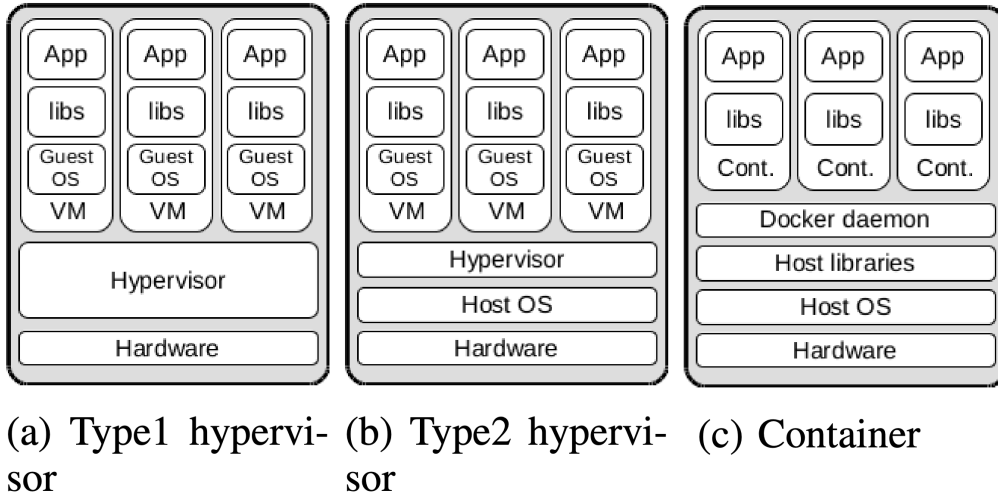 App App App
libs libs libs
Guest OS Guest OS Guest OS
VM VM VM
Hypervisor
Hardware
(a) Type1 hypervi-
sor
App App App
libs libs libs
Guest OS Guest OS Guest OS
VM VM VM
Hypervisor
Host OS
Hardware
(b) Type2 hypervi-
sor
App App App
libs libs libs
Cont. Cont. Cont.
Docker daemon
Host libraries
Host OS
Hardware
(c) Container